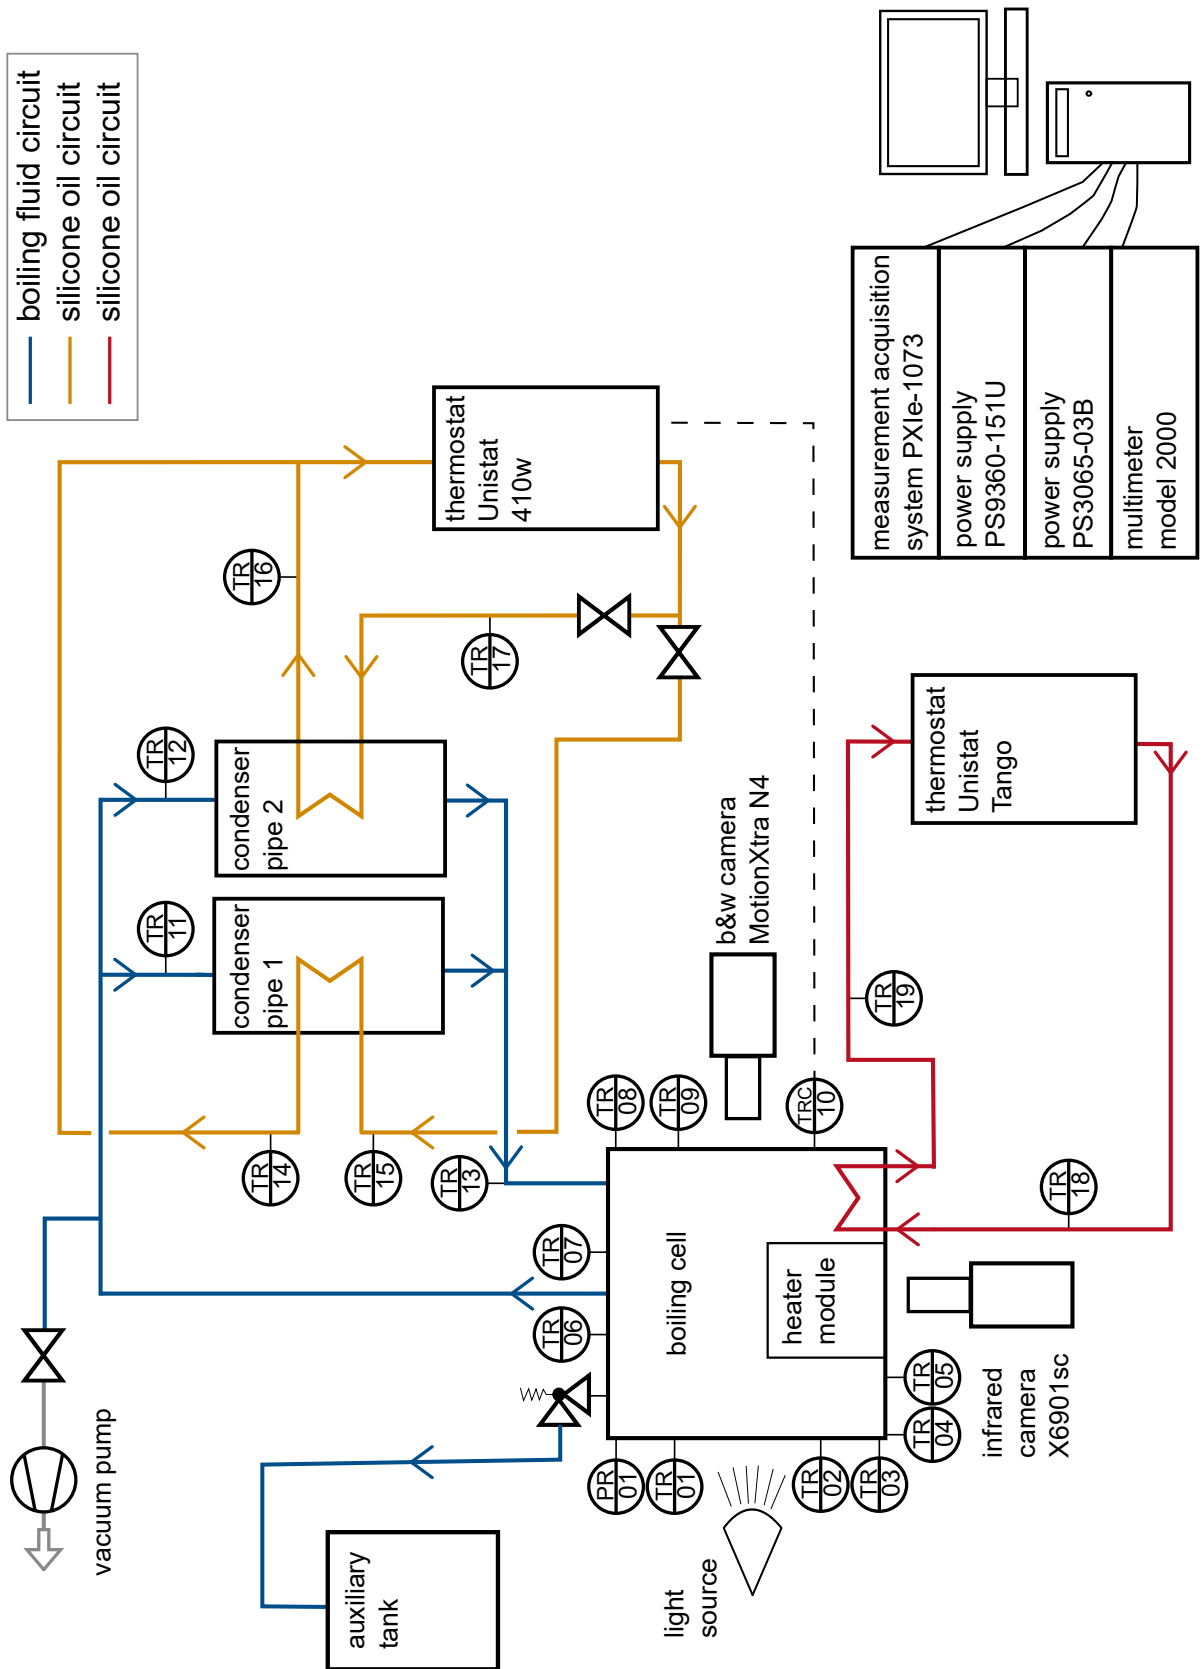 boiling fluid circuit
silicone oil circuit
silicone oil circuit
vacuum pump
auxiliary
tank
TR
11
TR
12
condenser
pipe 1
condenser
pipe 2
TR
16
TR
14
TR
15
TR
13
TR
17
thermostat
Unistat
410w
TR
06
TR
07
TR
08
TR
09
TRC
10
PR
01
TR
01
TR
02
TR
03
TR
04
TR
05
boiling cell
heater
module
light
source
b&w camera
MotionXtra N4
infrared
camera
X6901sc
TR
18
TR
19
thermostat
Unistat
Tango
measurement acquisition
system PXIe-1073
power supply
PS9360-151U
power supply
PS3065-03B
multimeter
model 2000